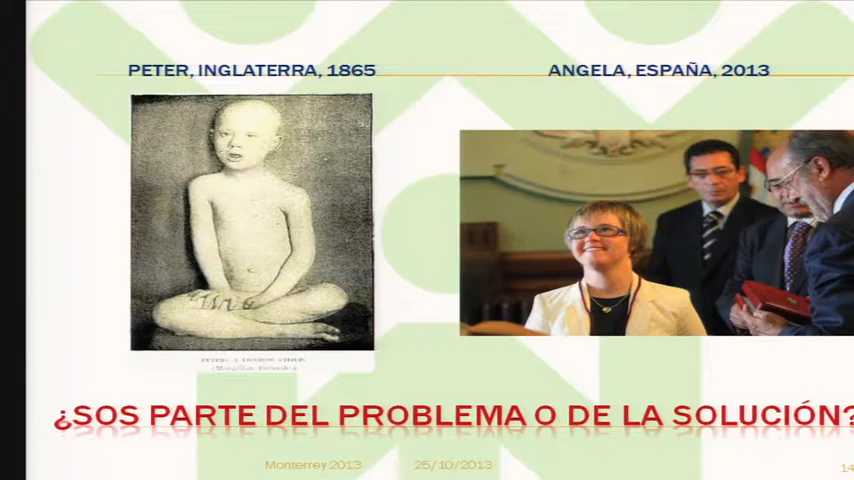 PETER, INGLATERRA, 1865
ANGELA, ESPAÑA, 2013
¿SOS PARTE DEL PROBLEMA O DE LA SOLUCIÓN?
Monterrey 2013
25/10/2013
14